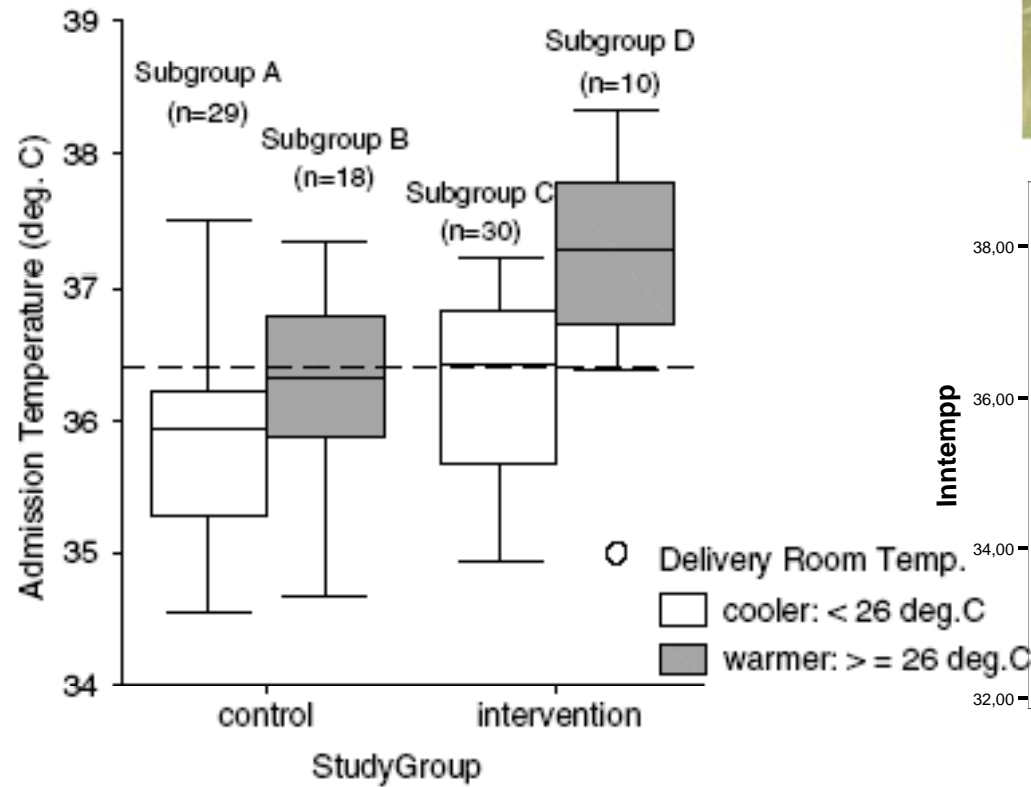 39
Subgroup D
(n=10)
Subgroup A
(n=29)
Subgroup B
(n=18)
38
Subgroup C
(n=30)
37
36
35
34
Admission Temperature (deg. C)
Delivery Room Temp.
cooler: < 26 deg.C
warmer: > = 26 deg.C
control
intervention
StudyGroup
38,00
36,00
34,00
32,00
Inntempp